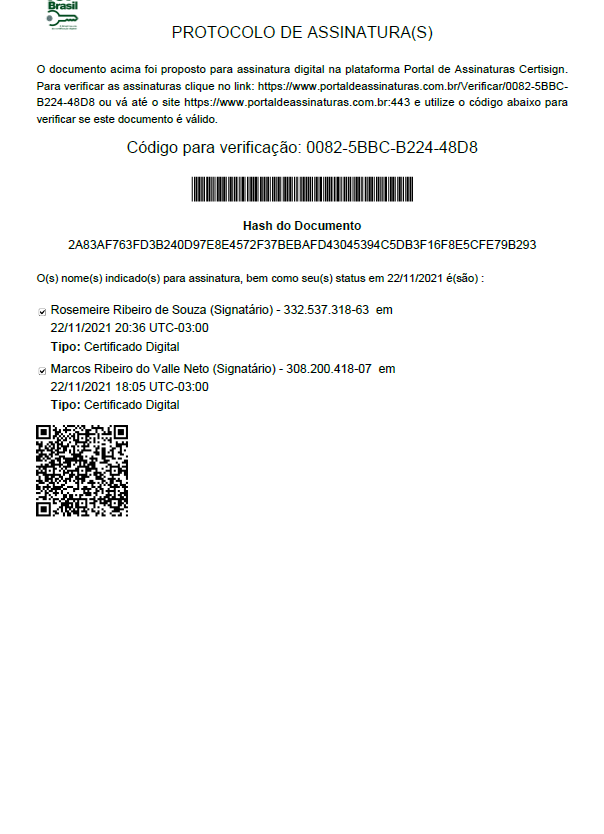 Brasil
PROTOCOLO DE ASSINATURA(S)
O documento acima foi proposto para assinatura digital na plataforma Portal de Assinaturas Certisign.
Para verificar as assinaturas clique no link: https://www.portaldeassinaturas.com.br/Verificar/0082-5BBC-
B224-48D8 ou vá até o site https://www.portaldeassinaturas.com.br:443 e utilize o código abaixo para
verificar se este documento é válido.
Código para verificação: 0082-5BBC-B224-48D8
Hash do Documento
2A83AF763FD3B240D97E8E4572F37BEBAFD43045394C5DB3F16F8E5CFE79B293
O(s) nome(s) indicado(s) para assinatura, bem como seu(s) status em 22/11/2021 é(são) :
Rosemeire Ribeiro de Souza (Signatário) - 332.537.318-63 em
22/11/2021 20:36 UTC-03:00
Tipo: Certificado Digital
Marcos Ribeiro do Valle Neto (Signatário) - 308.200.418-07 em
22/11/2021 18:05 UTC-03:00
Tipo: Certificado Digital